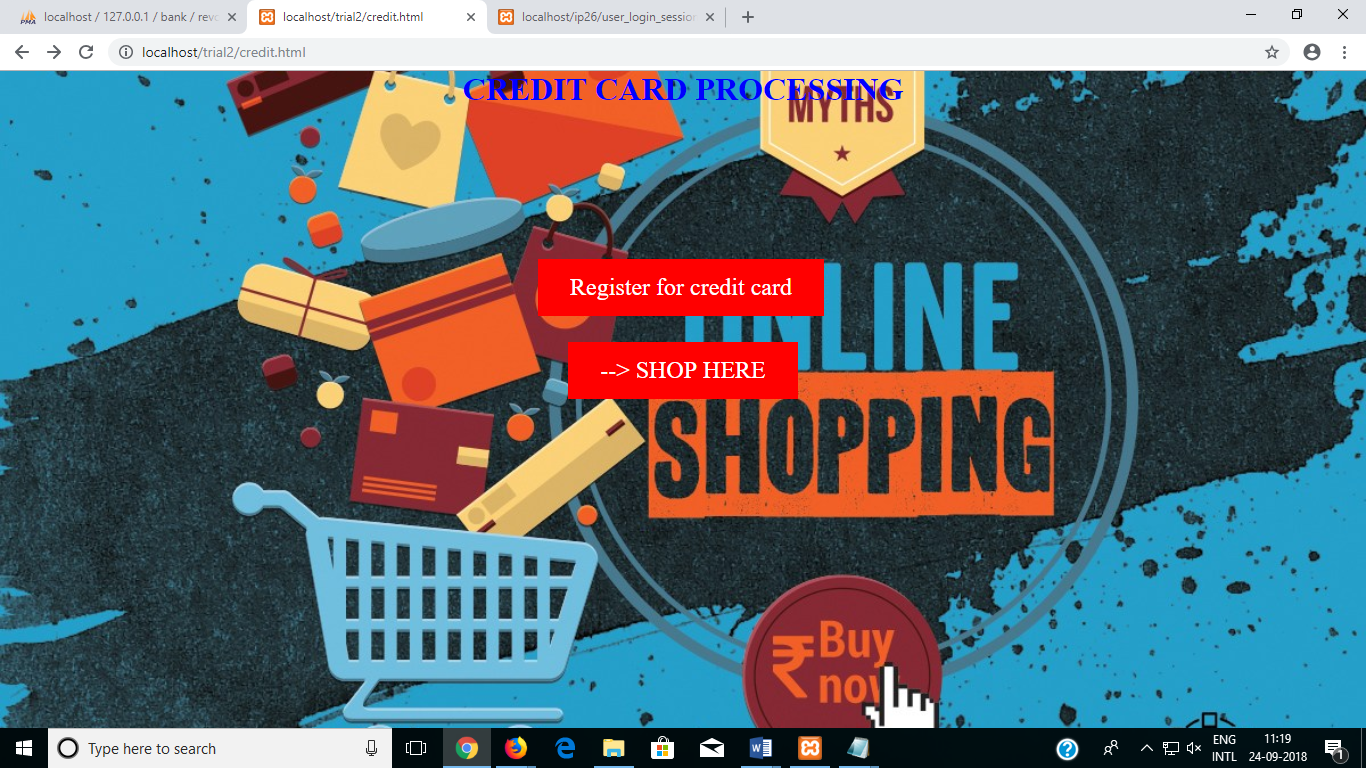 localhost / 127.0.0.1 / bank / revo
localhost/trial2/credit.html
localhost/ip26/user_login_session
localhost/trial2/credit.html
CREDIT CARD PROCESSING
MYTHS
Register for credit card
ONLINE
--> SHOP HERE
SHOPPING
₹ Buy
now
Type here to search
ENG
INTL
11:19
24-09-2018
1